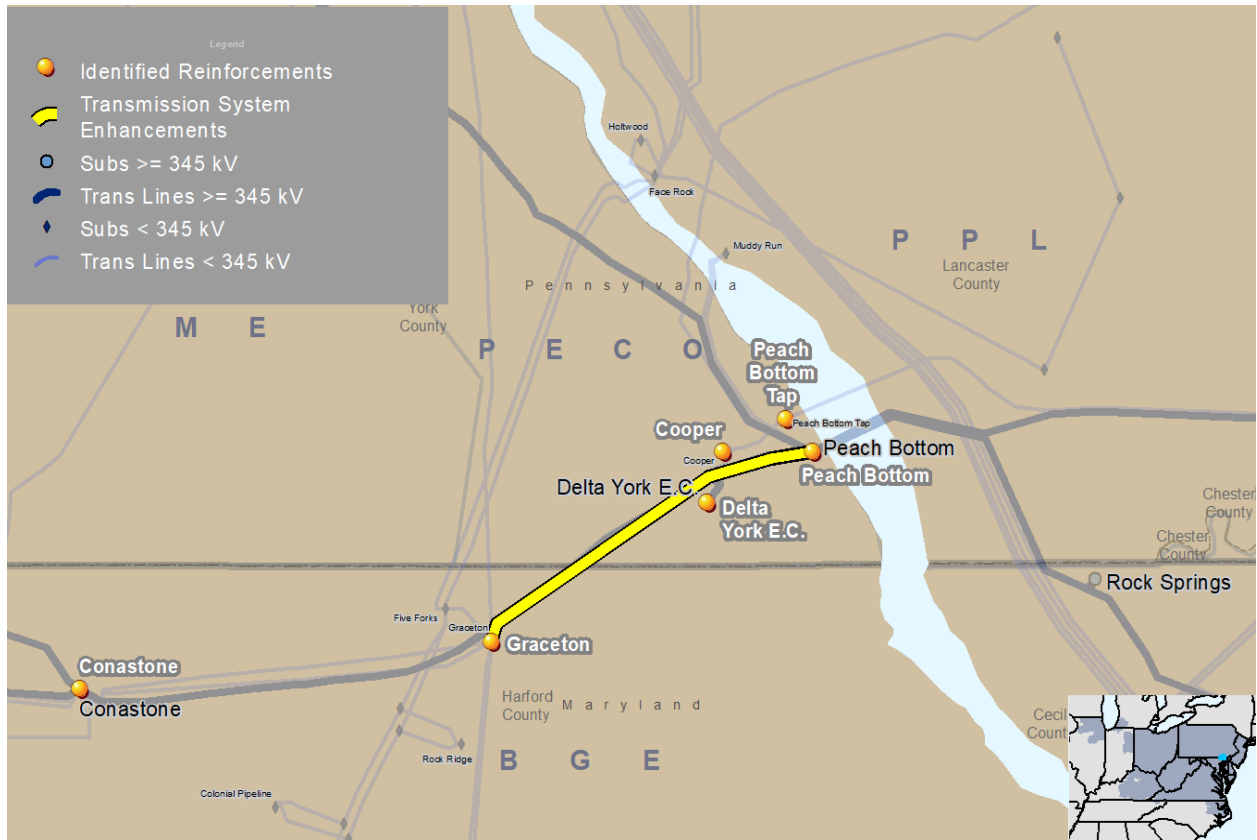 Legend
Identified Reinforcements
Transmission System
Enhancements
Subs >= 345 kV
Trans Lines >= 345 kV
Subs < 345 kV
Trans Lines < 345 kV
Holtwood
Face Rock
Muddy Run
P P L
Lancaster
County
Pennsylvania
York
County
M E
P E C O
Peach
Bottom
Tap
Peach Bottom Tap
Cooper
Cooper
Peach Bottom
Peach Bottom
Delta York E.C.
Delta
York E.C.
Chester
County
Chester
County
Rock Springs
Five Forks
Graceton
Graceton
Conastone
Conastone
Harford
County
Maryland
Cecil
County
Rock Ridge
B G E
Colonial Pipeline